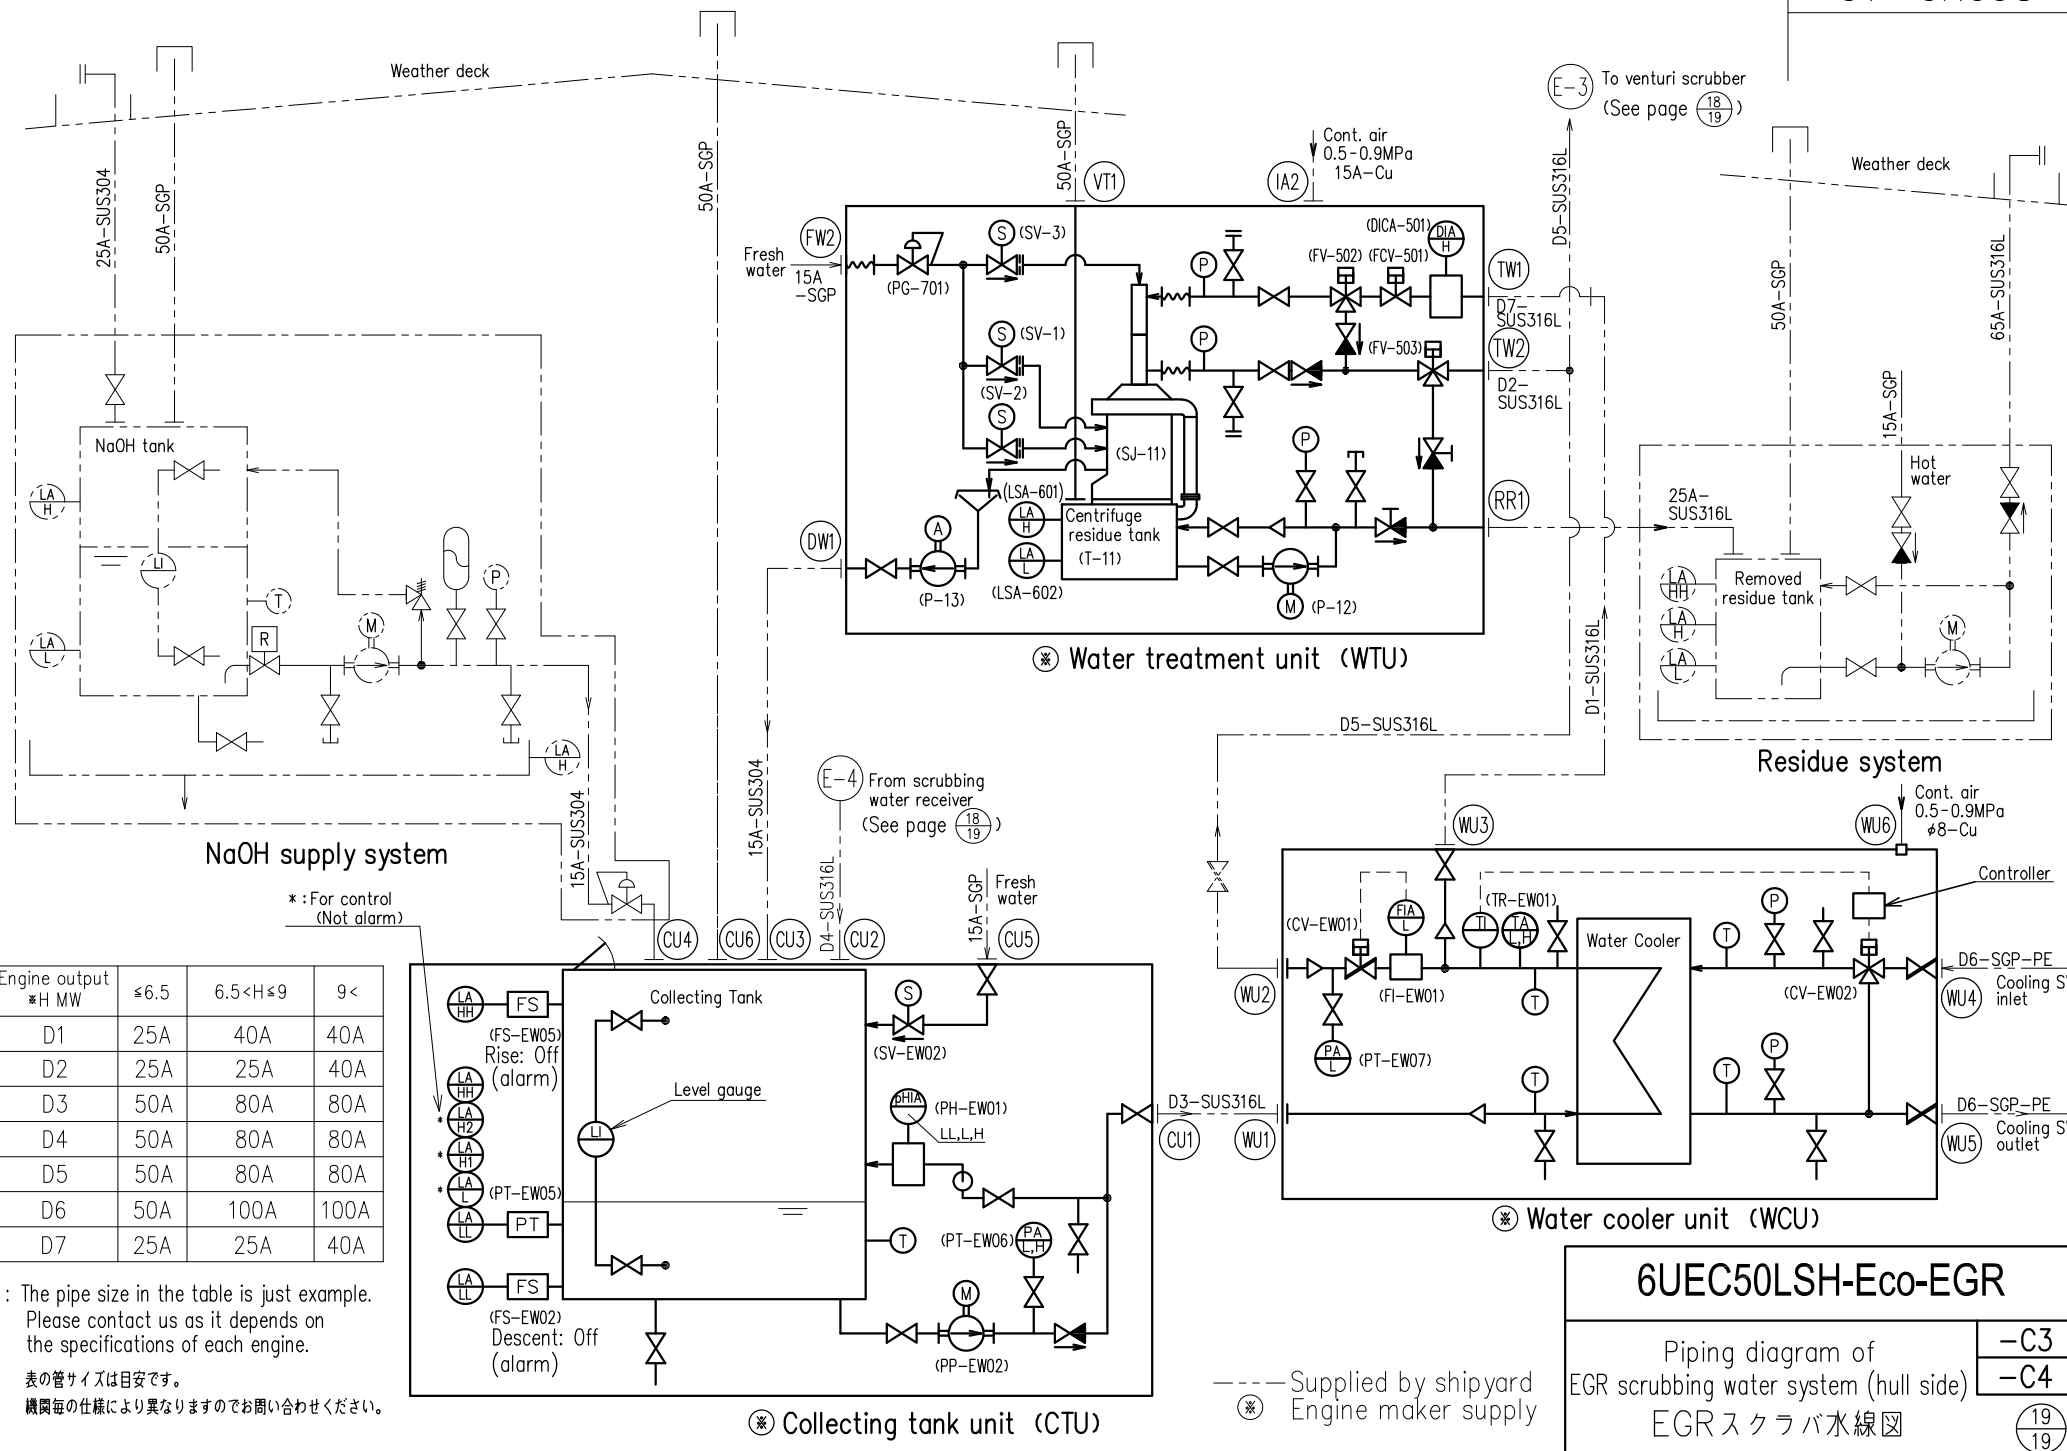 Weather deck
25A-SUS304
50A-SGP
50A-SGP
50A-SGP
VT1
Cont. air
0.5-0.9MPa
15A-Cu
IA2
E-3
To venturi scrubber
(See page 18/19)
D5-SUS316L
Weather deck
50A-SGP
65A-SUS316L
15A-SGP
FW2
Fresh
water
15A
-SGP
(PG-701)
S
(SV-3)
S
(SV-1)
(SV-2)
S
P
P
P
(DICA-501)
DIA
H
(FV-502)
(FCV-501)
(FV-503)
TW1
D7-
SUS316L
TW2
D2-
SUS316L
RR1
25A-
SUS316L
(SJ-11)
(LSA-601)
LA
H
LA
L
(LSA-602)
Centrifuge
residue tank
(T-11)
DW1
A
(P-13)
M
(P-12)
※ Water treatment unit (WTU)
NaOH tank
LA
H
LI
LA
L
T
R
M
P
LA
H
NaOH supply system
15A-SUS304
Hot
water
Removed
residue tank
LA
HH
LA
H
LA
L
M
Residue system
D1-SUS316L
D5-SUS316L
15A-SUS304
E-4
From scrubbing
water receiver
(See page 18/19)
D4-SUS316L
15A-SGP
Fresh
water
CU4
CU6
CU3
CU2
CU5
*:For control
(Not alarm)
Engine output
※H MW
≤6.5
6.5<H≤9
9<
D1 25A 40A 40A
D2 25A 25A 40A
D3 50A 80A 80A
D4 50A 80A 80A
D5 50A 80A 80A
D6 50A 100A 100A
D7 25A 25A 40A
: The pipe size in the table is just example.
Please contact us as it depends on
the specifications of each engine.
表の管サイズは目安です。
機関毎の仕様により異なりますのでお問い合わせください。
LA
HH
FS
(FS-EW05)
Rise: Off
(alarm)
LA
HH
*
LA
H2
*
LA
H1
*
LA
L
(PT-EW05)
LA
LL
PT
LA
LL
FS
(FS-EW02)
Descent: Off
(alarm)
Collecting Tank
Level gauge
LI
S
(SV-EW02)
pHIA
(PH-EW01)
LL,L,H
T
(PT-EW06)
PA
L,H
M
(PP-EW02)
CU1
D3-SUS316L
WU1
※ Collecting tank unit (CTU)
WU3
WU6
Cont. air
0.5-0.9MPa
φ8-Cu
Controller
WU2
(CV-EW01)
FIA
L
(FI-EW01)
(TR-EW01)
TI
TA
L,H
PA
L
(PT-EW07)
T
T
Water Cooler
T
P
T
P
(CV-EW02)
D6-SGP-PE
WU4
inlet
D6-SGP-PE
WU5
outlet
※ Water cooler unit (WCU)
Supplied by shipyard
※ Engine maker supply
6UEC50LSH-Eco-EGR
Piping diagram of
EGR scrubbing water system (hull side)
EGRスクラバ水線図
-C3
-C4
19
19